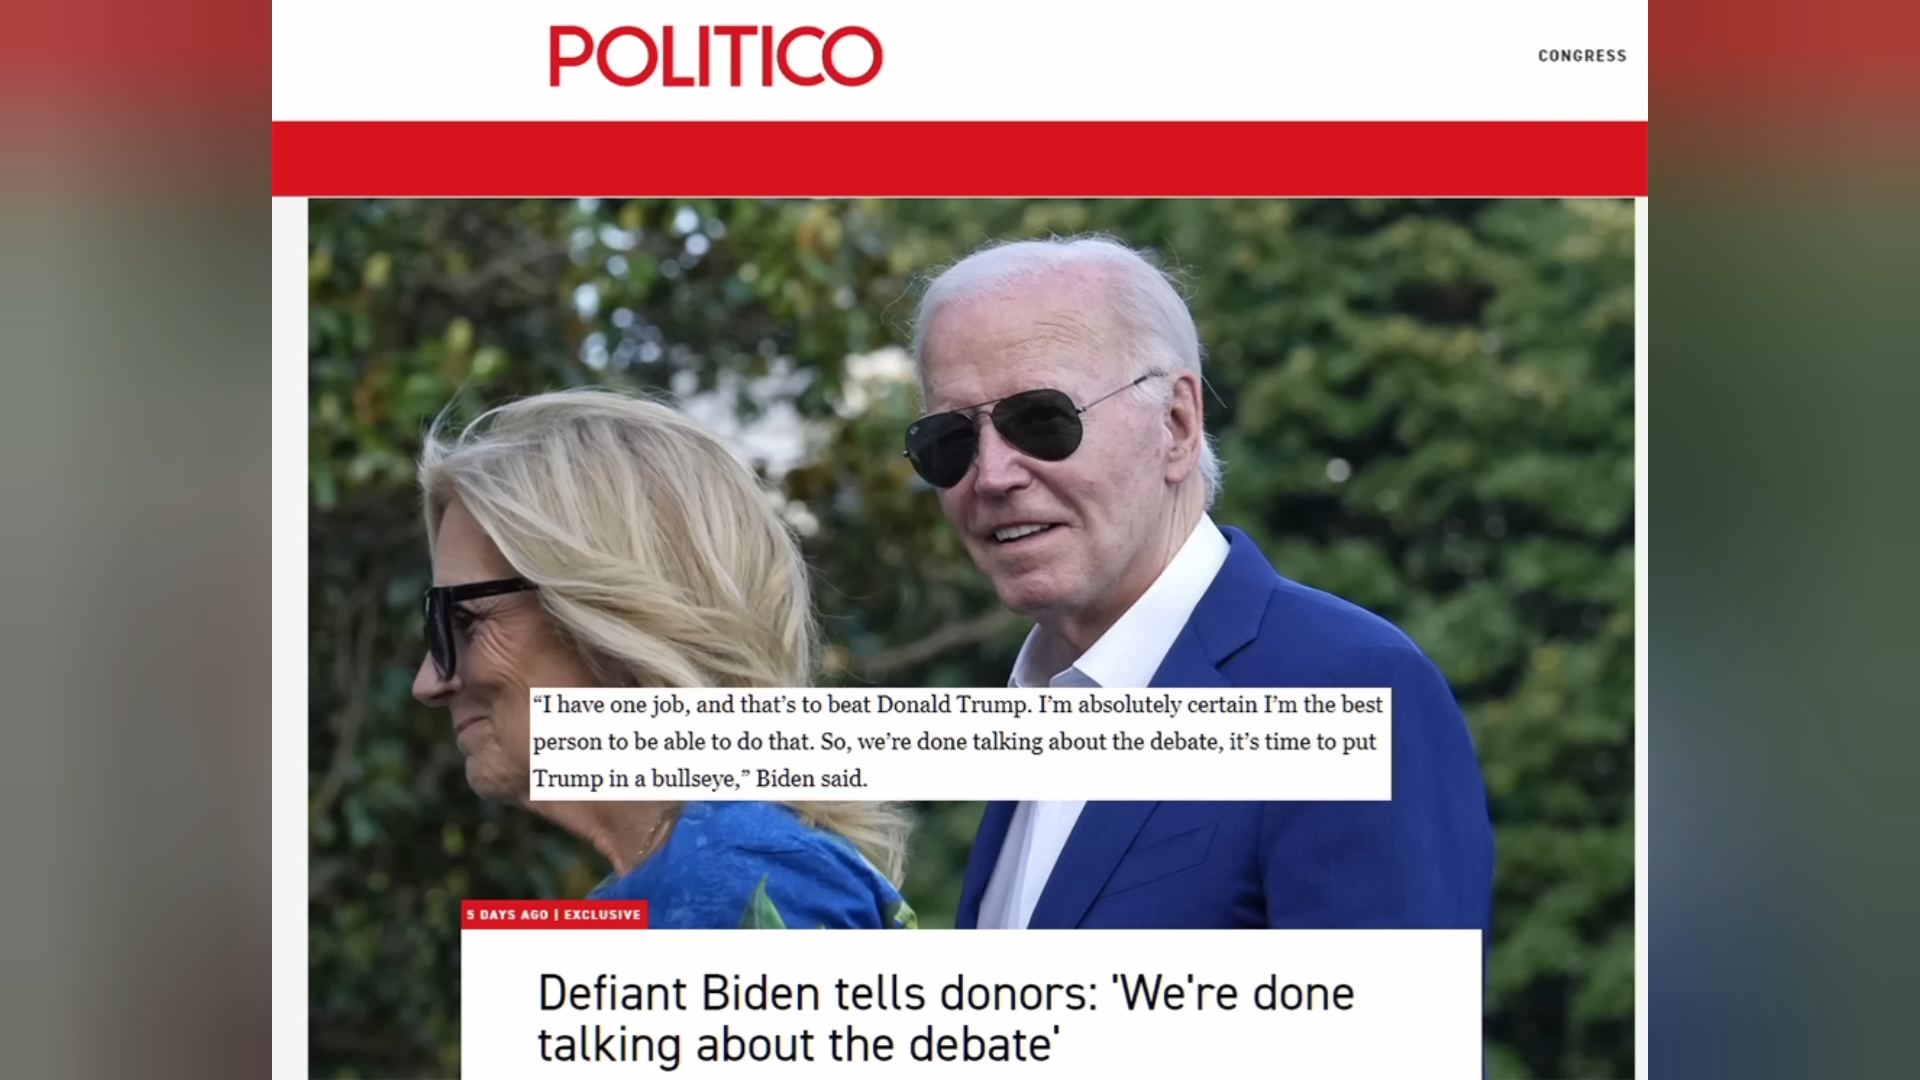 POLITICO
CONGRESS
“I have one job, and that’s to beat Donald Trump. I’m absolutely certain I’m the best
person to be able to do that. So, we’re done talking about the debate, it’s time to put
Trump in a bullseye,” Biden said.
5 DAYS AGO | EXCLUSIVE
Defiant Biden tells donors: 'We're done
talking about the debate'